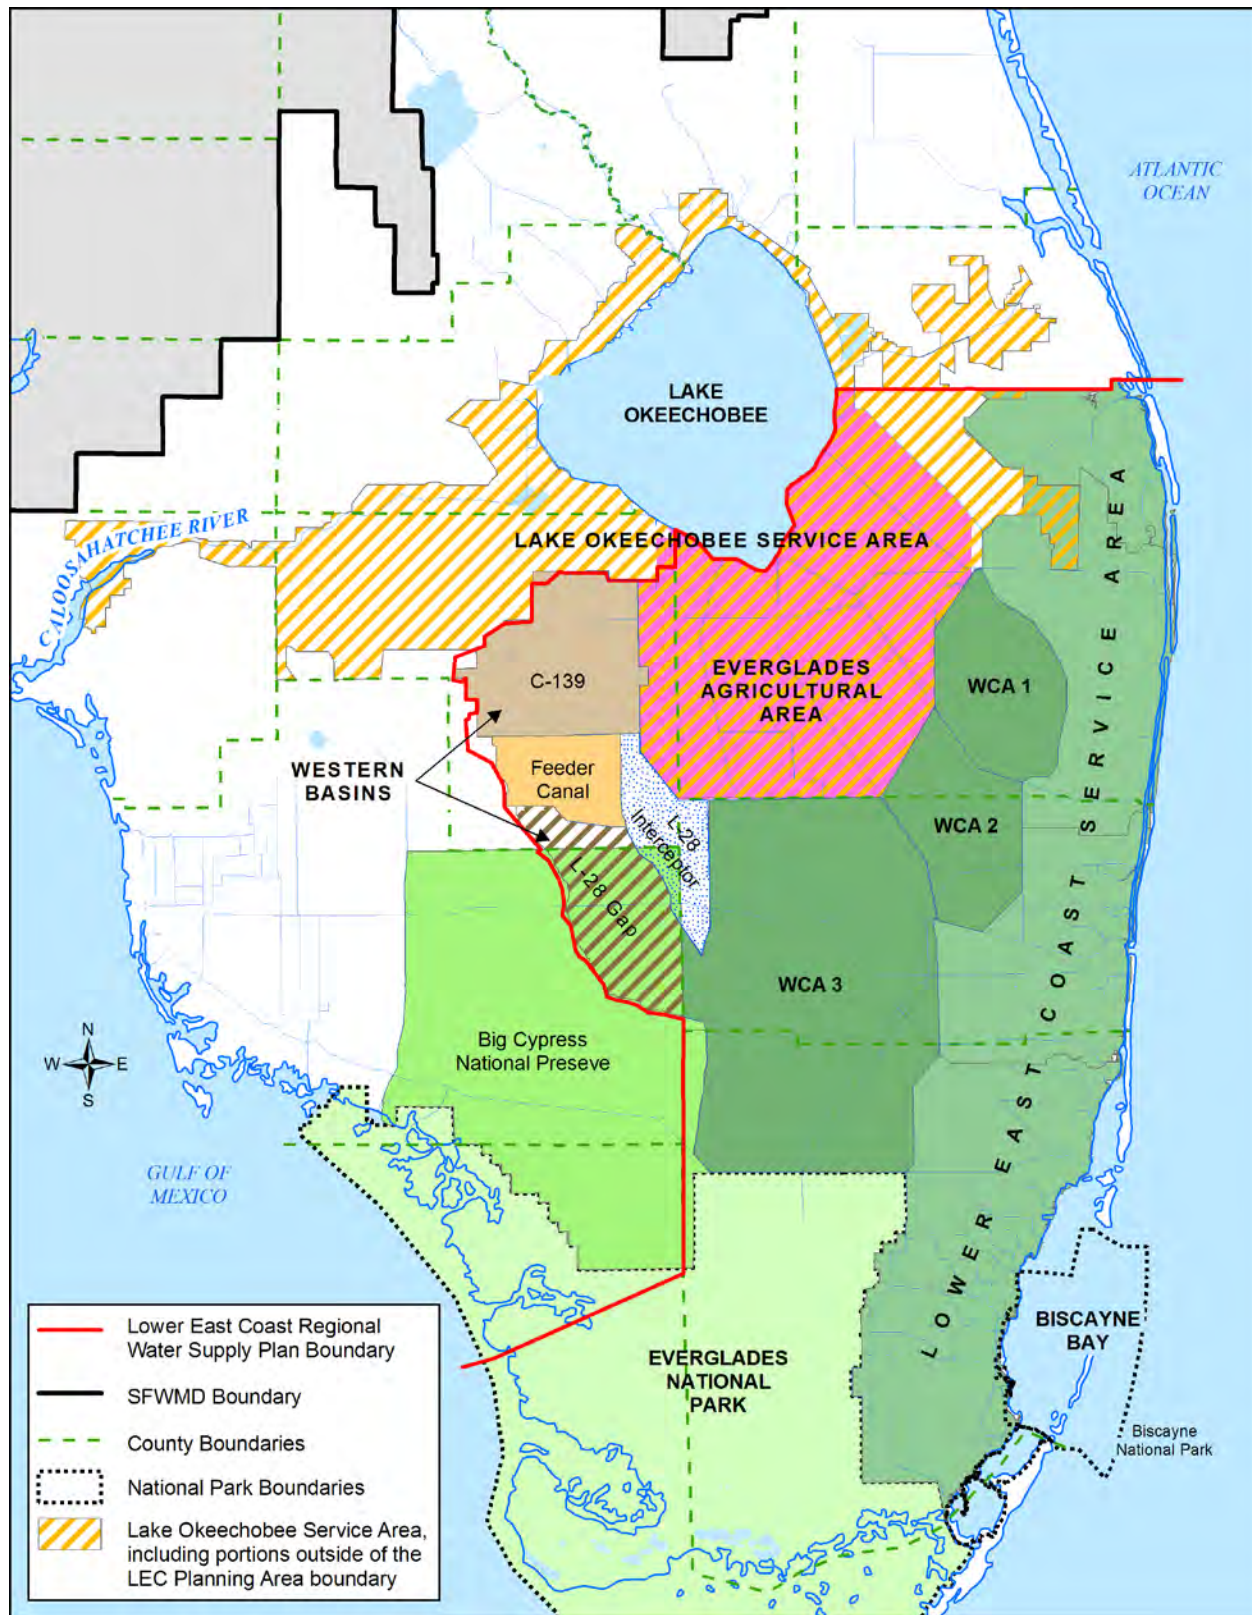 ATLANTIC
OCEAN
LAKE
OKEECHOBEE
CALOOSAHATCHEE RIVER
LAKE OKEECHOBEE SERVICE AREA
C-139
EVERGLADES
AGRICULTURAL
AREA
WCA 1
WESTERN
BASINS
Feeder
Canal
L-28
Interceptor
WCA 2
L-28 Gap
WCA 3
LOWER EAST COAST SERVICE AREA
N
W E
S
Big Cypress
National Preseve
GULF OF
MEXICO
BISCAYNE
BAY
EVERGLADES
NATIONAL
PARK
Biscayne
National Park
Lower East Coast Regional
Water Supply Plan Boundary
SFWMD Boundary
County Boundaries
National Park Boundaries
Lake Okeechobee Service Area,
including portions outside of the
LEC Planning Area boundary